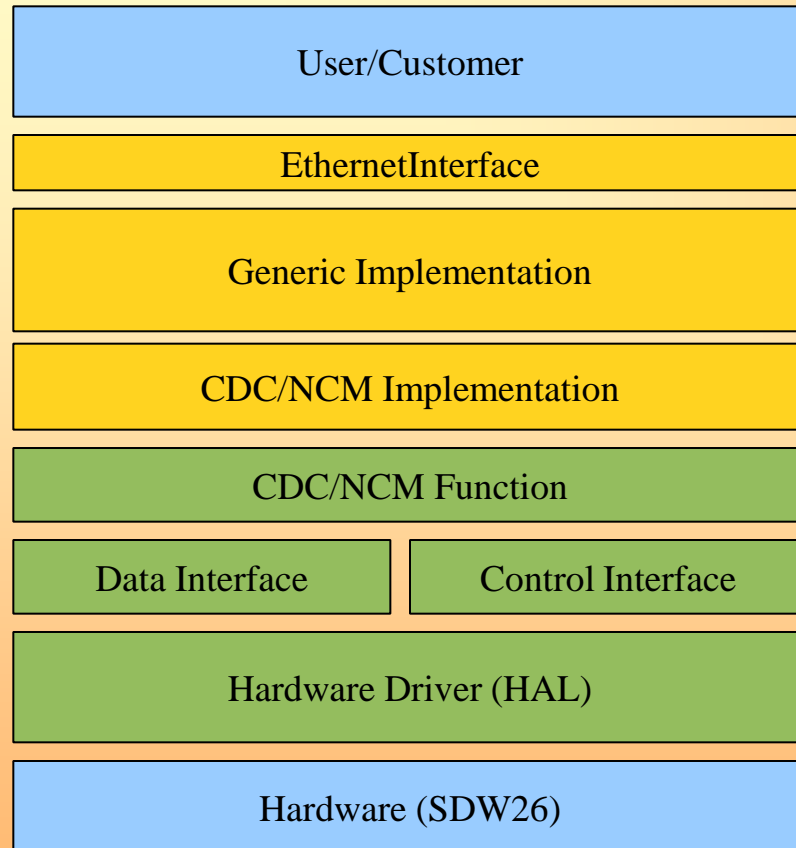 User/Customer
EthernetInterface
Generic Implementation
CDC/NCM Implementation
CDC/NCM Function
Data Interface
Control Interface
Hardware Driver (HAL)
Hardware (SDW26)